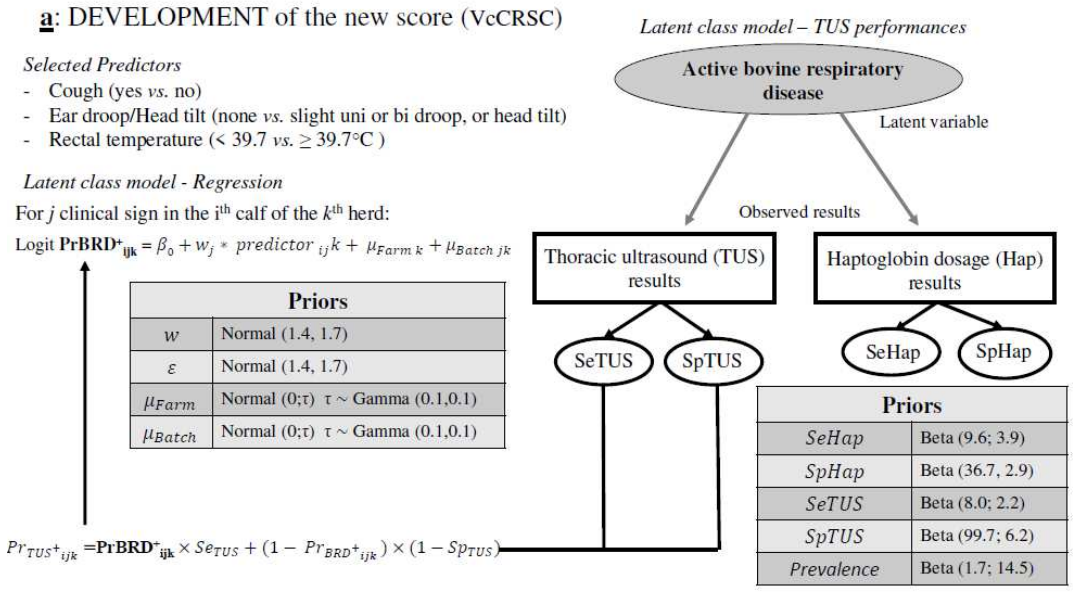 a: DEVELOPMENT of the new score (VcCRSC)
Selected Predictors
- Cough (yes vs. no)
- Ear droop/Head tilt (none vs. slight uni or bi droop, or head tilt)
- Rectal temperature (< 39.7 vs. ≥ 39.7°C )
Latent class model - Regression
For j clinical sign in the iᵗʰ calf of the kᵗʰ herd:
Logit PrBRD⁺ijk = β₀ + wⱼ * predictor ᵢⱼk + μFarm k + μBatch jk
Priors
w Normal (1.4, 1.7)
ε Normal (1.4, 1.7)
μFarm Normal (0;τ) τ ~ Gamma (0.1,0.1)
μBatch Normal (0;τ) τ ~ Gamma (0.1,0.1)
PrTUS⁺ijk =PrBRD⁺ijk × SeTUS + (1 − PrBRD⁺ijk ) × (1 − SpTUS)
Latent class model – TUS performances
Active bovine respiratory
disease
Latent variable
Observed results
Thoracic ultrasound (TUS)
results
Haptoglobin dosage (Hap)
results
SeTUS
SpTUS
SeHap
SpHap
Priors
SeHap Beta (9.6; 3.9)
SpHap Beta (36.7, 2.9)
SeTUS Beta (8.0; 2.2)
SpTUS Beta (99.7; 6.2)
Prevalence Beta (1.7; 14.5)